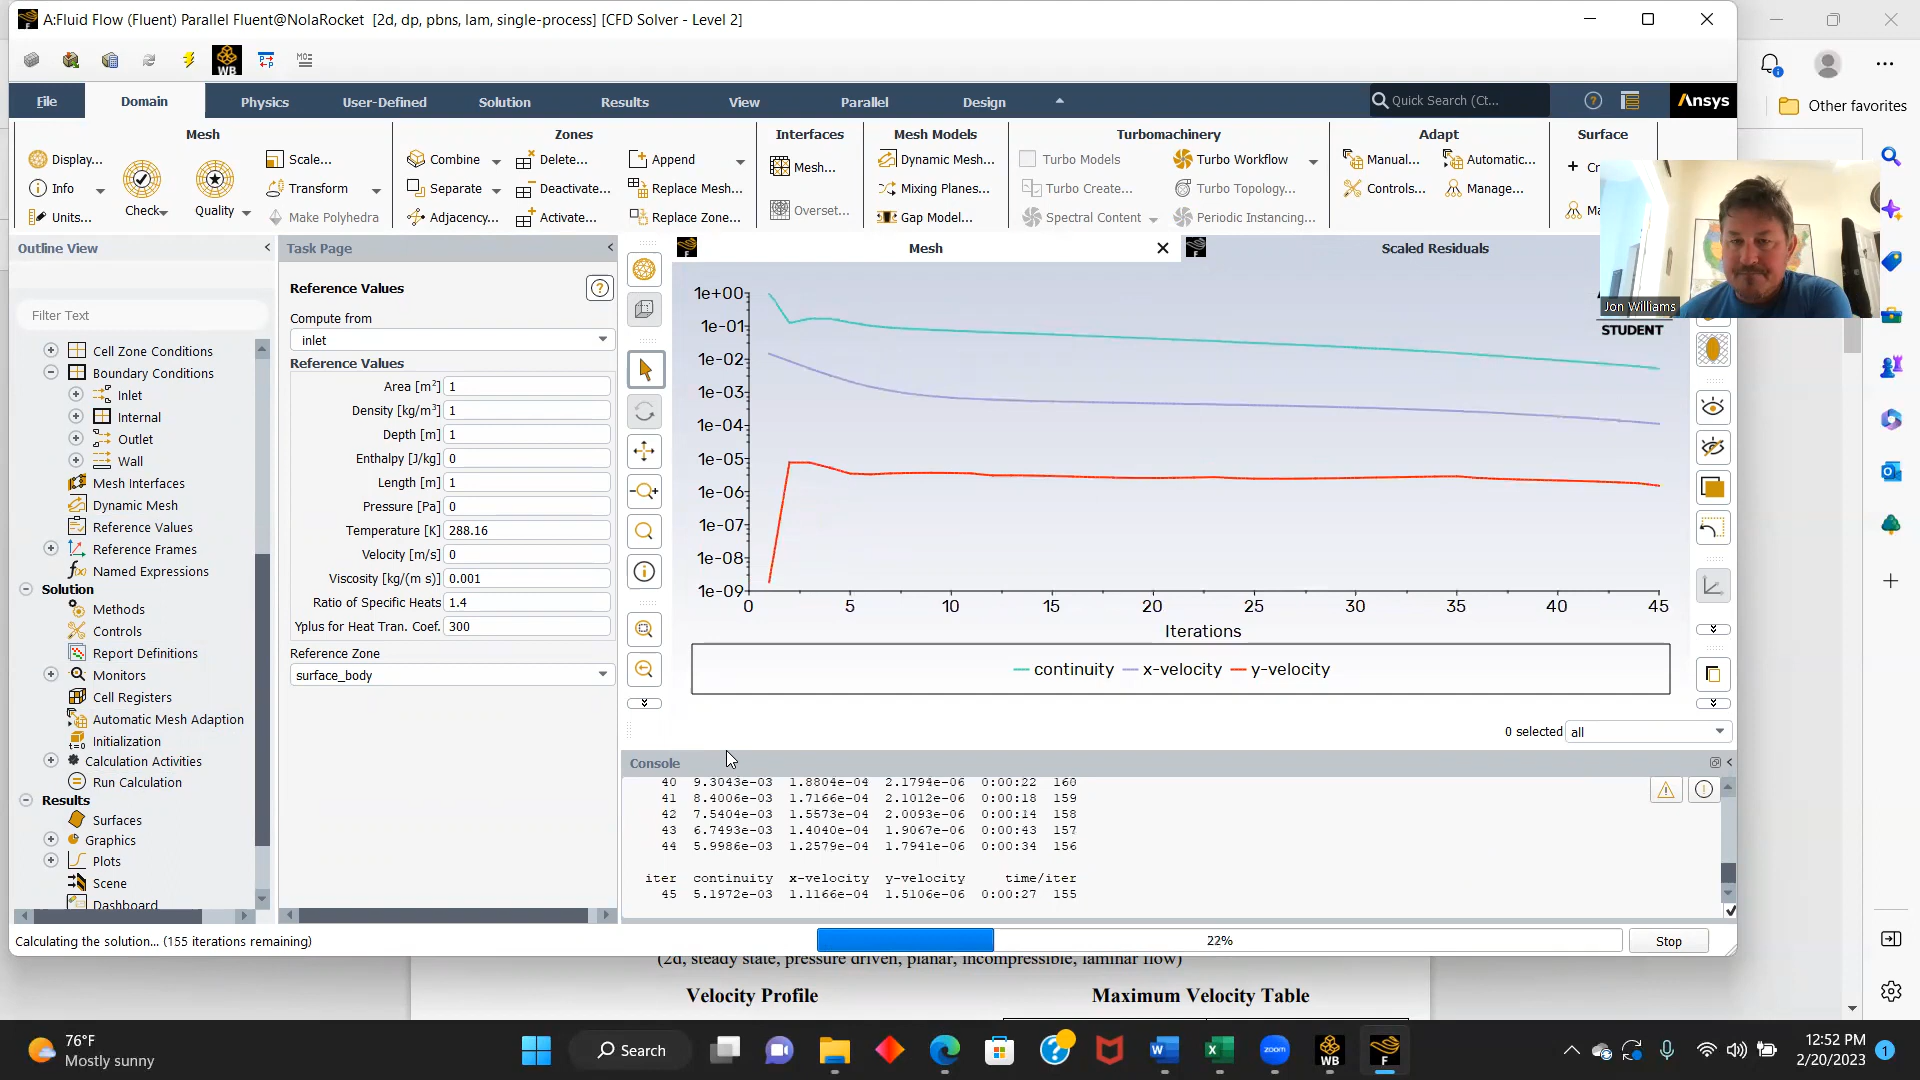 A:Fluid Flow (Fluent) Parallel Fluent@NolaRocket [2d, dp, pbns, lam, single-process] [CFD Solver - Level 2]
WB
File Domain Physics User-Defined Solution Results View Parallel Design
Quick Search (Ct...
Ansys
Other favorites
Mesh
Display...
Info
Units...
Check
Quality
Scale...
Transform
Make Polyhedra
Zones
Combine
Separate
Adjacency...
Delete...
Deactivate...
Activate...
Append
Replace Mesh...
Replace Zone...
Interfaces
Mesh...
Overset...
Mesh Models
Dynamic Mesh...
Mixing Planes...
Gap Model...
Turbomachinery
Turbo Models
Turbo Create...
Spectral Content
Turbo Workflow
Turbo Topology...
Periodic Instancing...
Adapt
Manual...
Controls...
Automatic...
Manage...
Surface
+ Cr
Ma
Jon Williams
STUDENT
Outline View
Filter Text
Cell Zone Conditions
Boundary Conditions
Inlet
Internal
Outlet
Wall
Mesh Interfaces
Dynamic Mesh
Reference Values
Reference Frames
Named Expressions
Solution
Methods
Controls
Report Definitions
Monitors
Cell Registers
Automatic Mesh Adaption
Initialization
Calculation Activities
Run Calculation
Results
Surfaces
Graphics
Plots
Scene
Dashboard
Task Page
Reference Values
Compute from
inlet
Reference Values
Area [m²] 1
Density [kg/m³] 1
Depth [m] 1
Enthalpy [J/kg] 0
Length [m] 1
Pressure [Pa] 0
Temperature [K] 288.16
Velocity [m/s] 0
Viscosity [kg/(m s)] 0.001
Ratio of Specific Heats 1.4
Yplus for Heat Tran. Coef. 300
Reference Zone
surface_body
Mesh
Scaled Residuals
1e+00
1e-01
1e-02
1e-03
1e-04
1e-05
1e-06
1e-07
1e-08
1e-09
0 5 10 15 20 25 30 35 40 45
Iterations
continuity x-velocity y-velocity
0 selected all
Console
40 9.3043e-03 1.8804e-04 2.1794e-06 0:00:22 160
41 8.4006e-03 1.7166e-04 2.1012e-06 0:00:18 159
42 7.5404e-03 1.5573e-04 2.0093e-06 0:00:14 158
43 6.7493e-03 1.4040e-04 1.9067e-06 0:00:43 157
44 5.9986e-03 1.2579e-04 1.7941e-06 0:00:34 156
iter continuity x-velocity y-velocity time/iter
45 5.1972e-03 1.1166e-04 1.5106e-06 0:00:27 155
Calculating the solution... (155 iterations remaining)
22%
Stop
(2d, steady state, pressure driven, planar, incompressible, laminar flow)
Velocity Profile
Maximum Velocity Table
76°F
Mostly sunny
Search
zoom
WB
F
12:52 PM
2/20/2023
1